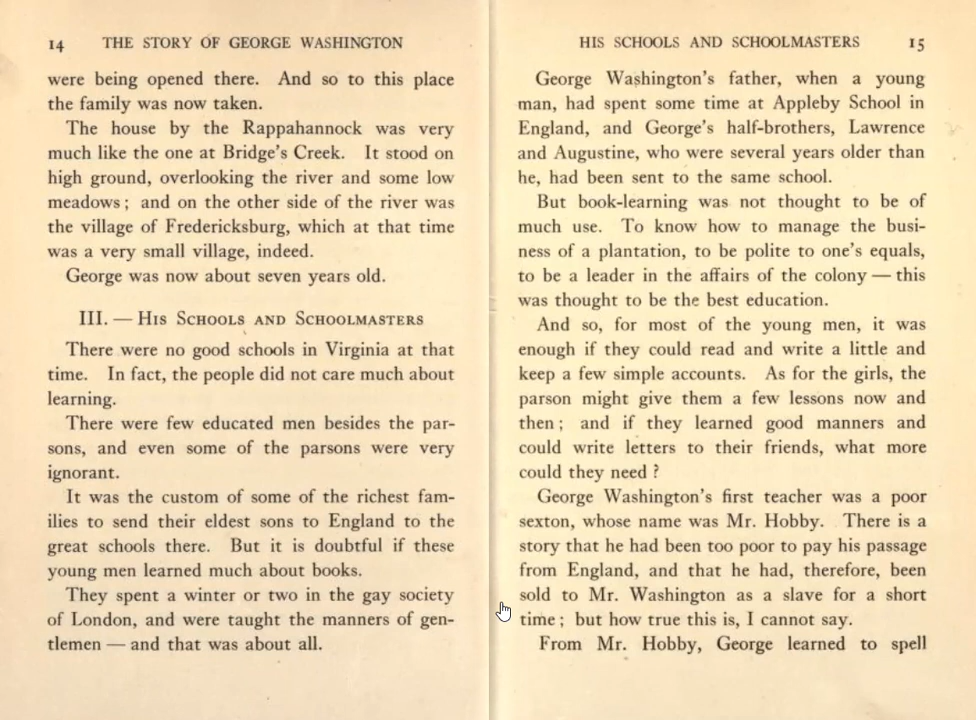 14 THE STORY OF GEORGE WASHINGTON
were being opened there. And so to this place
the family was now taken.
The house by the Rappahannock was very
much like the one at Bridge's Creek. It stood on
high ground, overlooking the river and some low
meadows; and on the other side of the river was
the village of Fredericksburg, which at that time
was a very small village, indeed.
George was now about seven years old.
III. — HIS SCHOOLS AND SCHOOLMASTERS
There were no good schools in Virginia at that
time. In fact, the people did not care much about
learning.
There were few educated men besides the par-
sons, and even some of the parsons were very
ignorant.
It was the custom of some of the richest fam-
ilies to send their eldest sons to England to the
great schools there. But it is doubtful if these
young men learned much about books.
They spent a winter or two in the gay society
of London, and were taught the manners of gen-
tlemen — and that was about all.
HIS SCHOOLS AND SCHOOLMASTERS 15
George Washington's father, when a young
man, had spent some time at Appleby School in
England, and George's half-brothers, Lawrence
and Augustine, who were several years older than
he, had been sent to the same school.
But book-learning was not thought to be of
much use. To know how to manage the busi-
ness of a plantation, to be polite to one's equals,
to be a leader in the affairs of the colony — this
was thought to be the best education.
And so, for most of the young men, it was
enough if they could read and write a little and
keep a few simple accounts. As for the girls, the
parson might give them a few lessons now and
then; and if they learned good manners and
could write letters to their friends, what more
could they need?
George Washington's first teacher was a poor
sexton, whose name was Mr. Hobby. There is a
story that he had been too poor to pay his passage
from England, and that he had, therefore, been
sold to Mr. Washington as a slave for a short
time; but how true this is, I cannot say.
From Mr. Hobby, George learned to spell